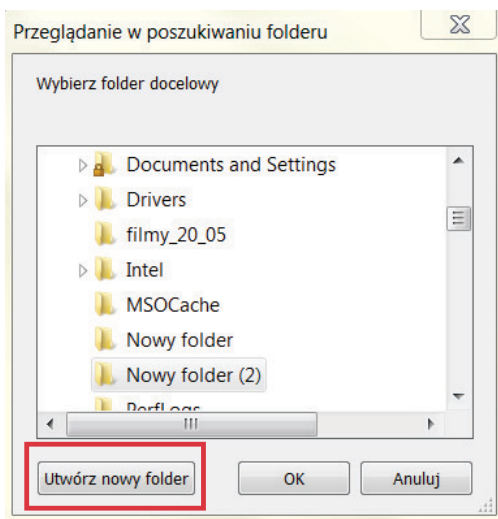 Przeglądanie w poszukiwaniu folderu
Wybierz folder docelowy
Documents and Settings
Drivers
filmy_20_05
Intel
MSOCache
Nowy folder
Nowy folder (2)
PerfLogs
Utwórz nowy folder
OK
Anuluj